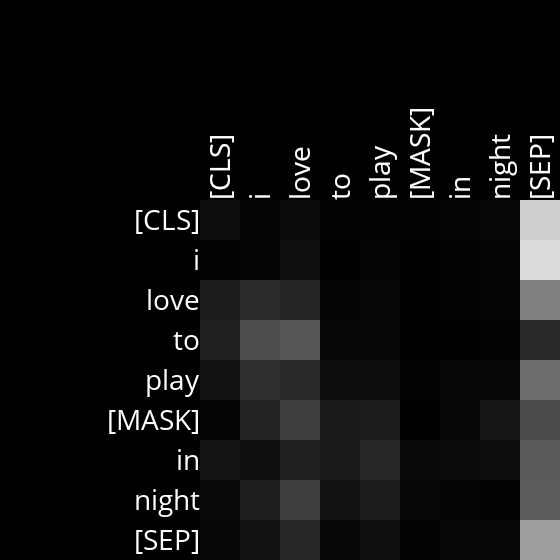 [CLS] i love to play [MASK] in night [SEP]
[CLS]
i
love
to
play
[MASK]
in
night
[SEP]